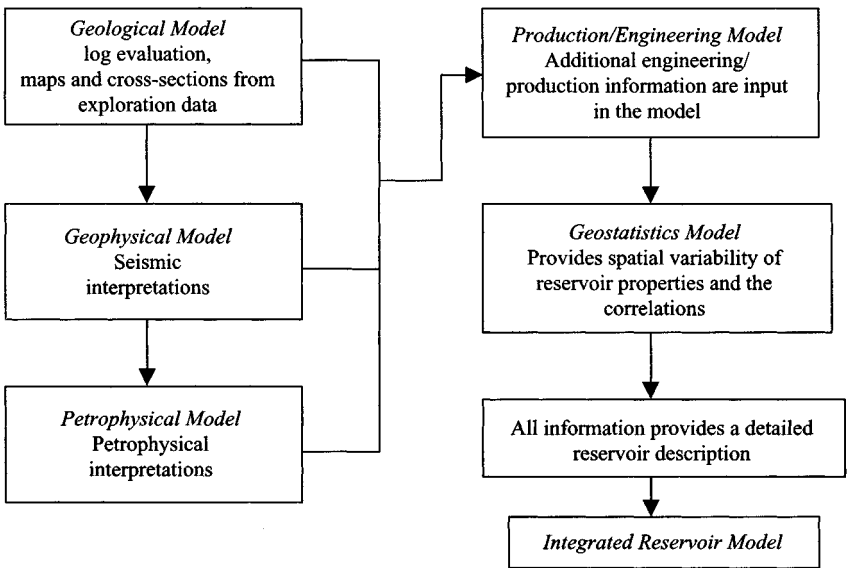 Geological Model
log evaluation,
maps and cross-sections from
exploration data
Geophysical Model
Seismic
interpretations
Petrophysical Model
Petrophysical
interpretations
Production/Engineering Model
Additional engineering/
production information are input
in the model
Geostatistics Model
Provides spatial variability of
reservoir properties and the
correlations
All information provides a detailed
reservoir description
Integrated Reservoir Model